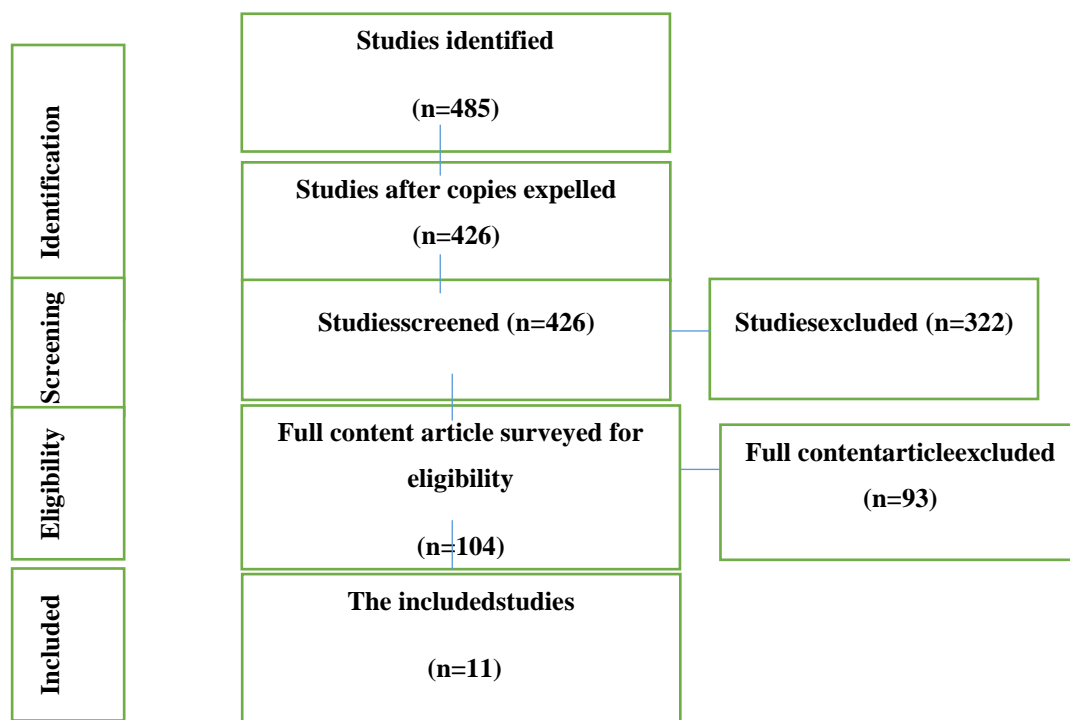 Identification
Studies identified
(n=485)
Studies after copies expelled
(n=426)
Screening
Studiesscreened (n=426)
Studiesexcluded (n=322)
Eligibility
Full content article surveyed for
eligibility
(n=104)
Full contentarticleexcluded
(n=93)
Included
The includedstudies
(n=11)